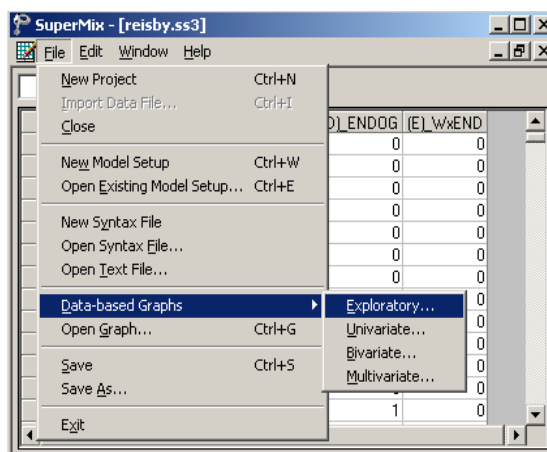 SuperMix - [reisby.ss3]
File Edit Window Help
New Project Ctrl+N
Import Data File... Ctrl+I
Close
New Model Setup Ctrl+W
Open Existing Model Setup... Ctrl+E
New Syntax File
Open Syntax File...
Open Text File...
Data-based Graphs
Open Graph... Ctrl+G
Save Ctrl+S
Save As...
Exit
Exploratory...
Univariate...
Bivariate...
Multivariate...
)_ENDOG (E)_WxEND
0 0
0 0
0 0
0 0
0 0
0 0
0 0
0
0
0
0
0
1 0